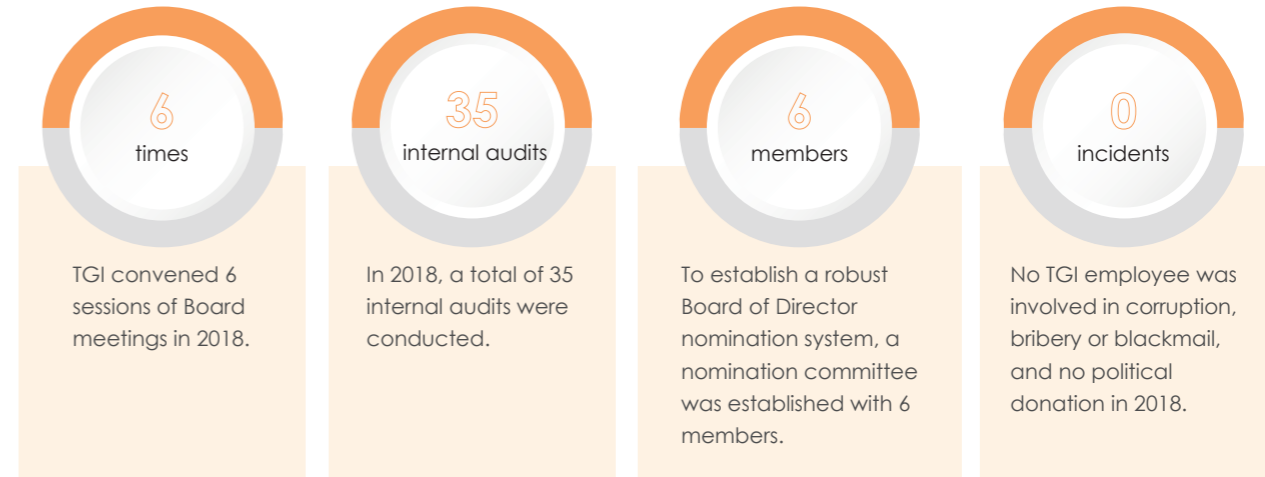 6
times
TGI convened 6
sessions of Board
meetings in 2018.
35
internal audits
In 2018, a total of 35
internal audits were
conducted.
6
members
To establish a robust
Board of Director
nomination system, a
nomination committee
was established with 6
members.
0
incidents
No TGI employee was
involved in corruption,
bribery or blackmail,
and no political
donation in 2018.